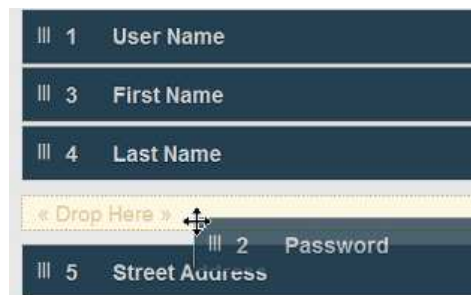 1 User Name
3 First Name
4 Last Name
« Drop Here »
2 Password
5 Street Address